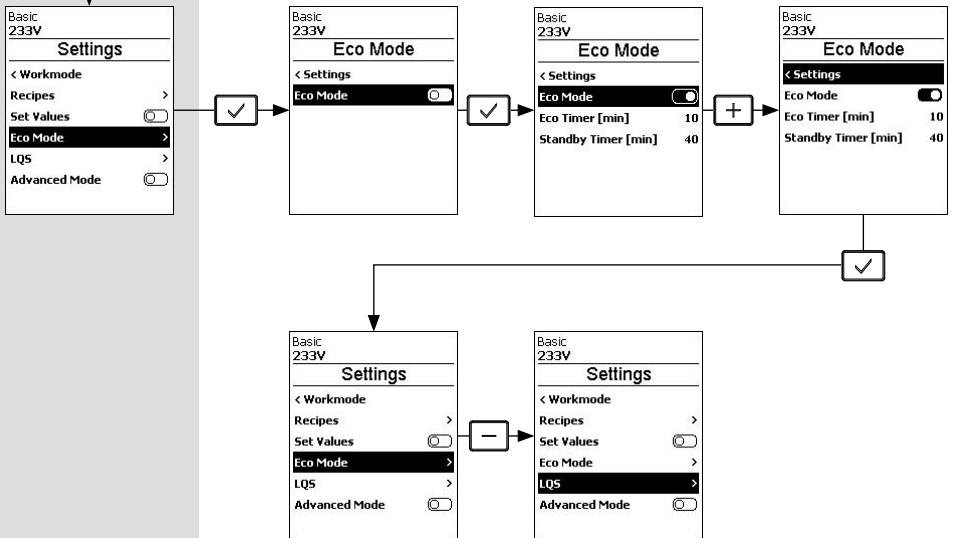 Basic
233V
Settings
< Workmode
Recipes >
Set Values
Eco Mode >
LQS >
Advanced Mode
Basic
233V
Eco Mode
< Settings
Eco Mode
Basic
233V
Eco Mode
< Settings
Eco Mode
Eco Timer [min] 10
Standby Timer [min] 40
+
Basic
233V
Eco Mode
< Settings
Eco Mode
Eco Timer [min] 10
Standby Timer [min] 40
Basic
233V
Settings
< Workmode
Recipes >
Set Values
Eco Mode >
LQS >
Advanced Mode
−
Basic
233V
Settings
< Workmode
Recipes >
Set Values
Eco Mode >
LQS >
Advanced Mode